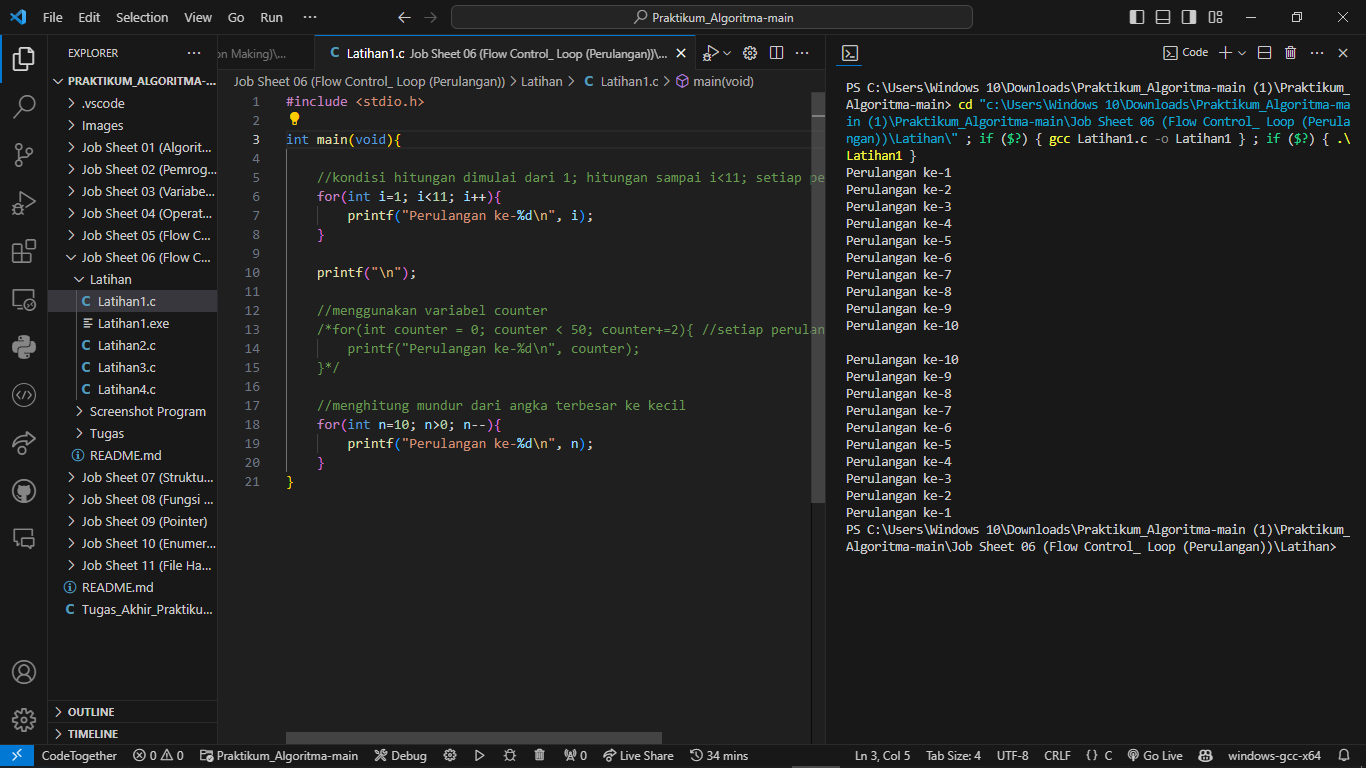 File Edit Selection View Go Run ··· Praktikum_Algoritma-main
EXPLORER ···
PRAKTIKUM_ALGORITMA-...
.vscode
Images
Job Sheet 01 (Algorit...
Job Sheet 02 (Pemrog...
Job Sheet 03 (Variabe...
Job Sheet 04 (Operat...
Job Sheet 05 (Flow C...
Job Sheet 06 (Flow C...
Latihan
C Latihan1.c
Latihan1.exe
C Latihan2.c
C Latihan3.c
C Latihan4.c
Screenshot Program
Tugas
README.md
Job Sheet 07 (Struktu...
Job Sheet 08 (Fungsi ...
Job Sheet 09 (Pointer)
Job Sheet 10 (Enumer...
Job Sheet 11 (File Ha...
README.md
C Tugas_Akhir_Praktiku...
OUTLINE
TIMELINE
on Making)\... C Latihan1.c Job Sheet 06 (Flow Control_ Loop (Perulangan))\... ···
Job Sheet 06 (Flow Control_ Loop (Perulangan)) > Latihan > C Latihan1.c > main(void)
1 #include <stdio.h>
2
3 int main(void){
4
5 //kondisi hitungan dimulai dari 1; hitungan sampai i<11; setiap pe
6 for(int i=1; i<11; i++){
7 printf("Perulangan ke-%d\n", i);
8 }
9
10 printf("\n");
11
12 //menggunakan variabel counter
13 /*for(int counter = 0; counter < 50; counter+=2){ //setiap perulan
14 printf("Perulangan ke-%d\n", counter);
15 }*/
16
17 //menghitung mundur dari angka terbesar ke kecil
18 for(int n=10; n>0; n--){
19 printf("Perulangan ke-%d\n", n);
20 }
21 }
Code ···
PS C:\Users\Windows 10\Downloads\Praktikum_Algoritma-main (1)\Praktikum_
Algoritma-main> cd "c:\Users\Windows 10\Downloads\Praktikum_Algoritma-ma
in (1)\Praktikum_Algoritma-main\Job Sheet 06 (Flow Control_ Loop (Perula
ngan))\Latihan\" ; if ($?) { gcc Latihan1.c -o Latihan1 } ; if ($?) { .\
Latihan1 }
Perulangan ke-1
Perulangan ke-2
Perulangan ke-3
Perulangan ke-4
Perulangan ke-5
Perulangan ke-6
Perulangan ke-7
Perulangan ke-8
Perulangan ke-9
Perulangan ke-10
Perulangan ke-10
Perulangan ke-9
Perulangan ke-8
Perulangan ke-7
Perulangan ke-6
Perulangan ke-5
Perulangan ke-4
Perulangan ke-3
Perulangan ke-2
Perulangan ke-1
PS C:\Users\Windows 10\Downloads\Praktikum_Algoritma-main (1)\Praktikum_
Algoritma-main\Job Sheet 06 (Flow Control_ Loop (Perulangan))\Latihan>
CodeTogether 0 0 Praktikum_Algoritma-main Debug 0 Live Share 34 mins Ln 3, Col 5 Tab Size: 4 UTF-8 CRLF { } C Go Live windows-gcc-x64